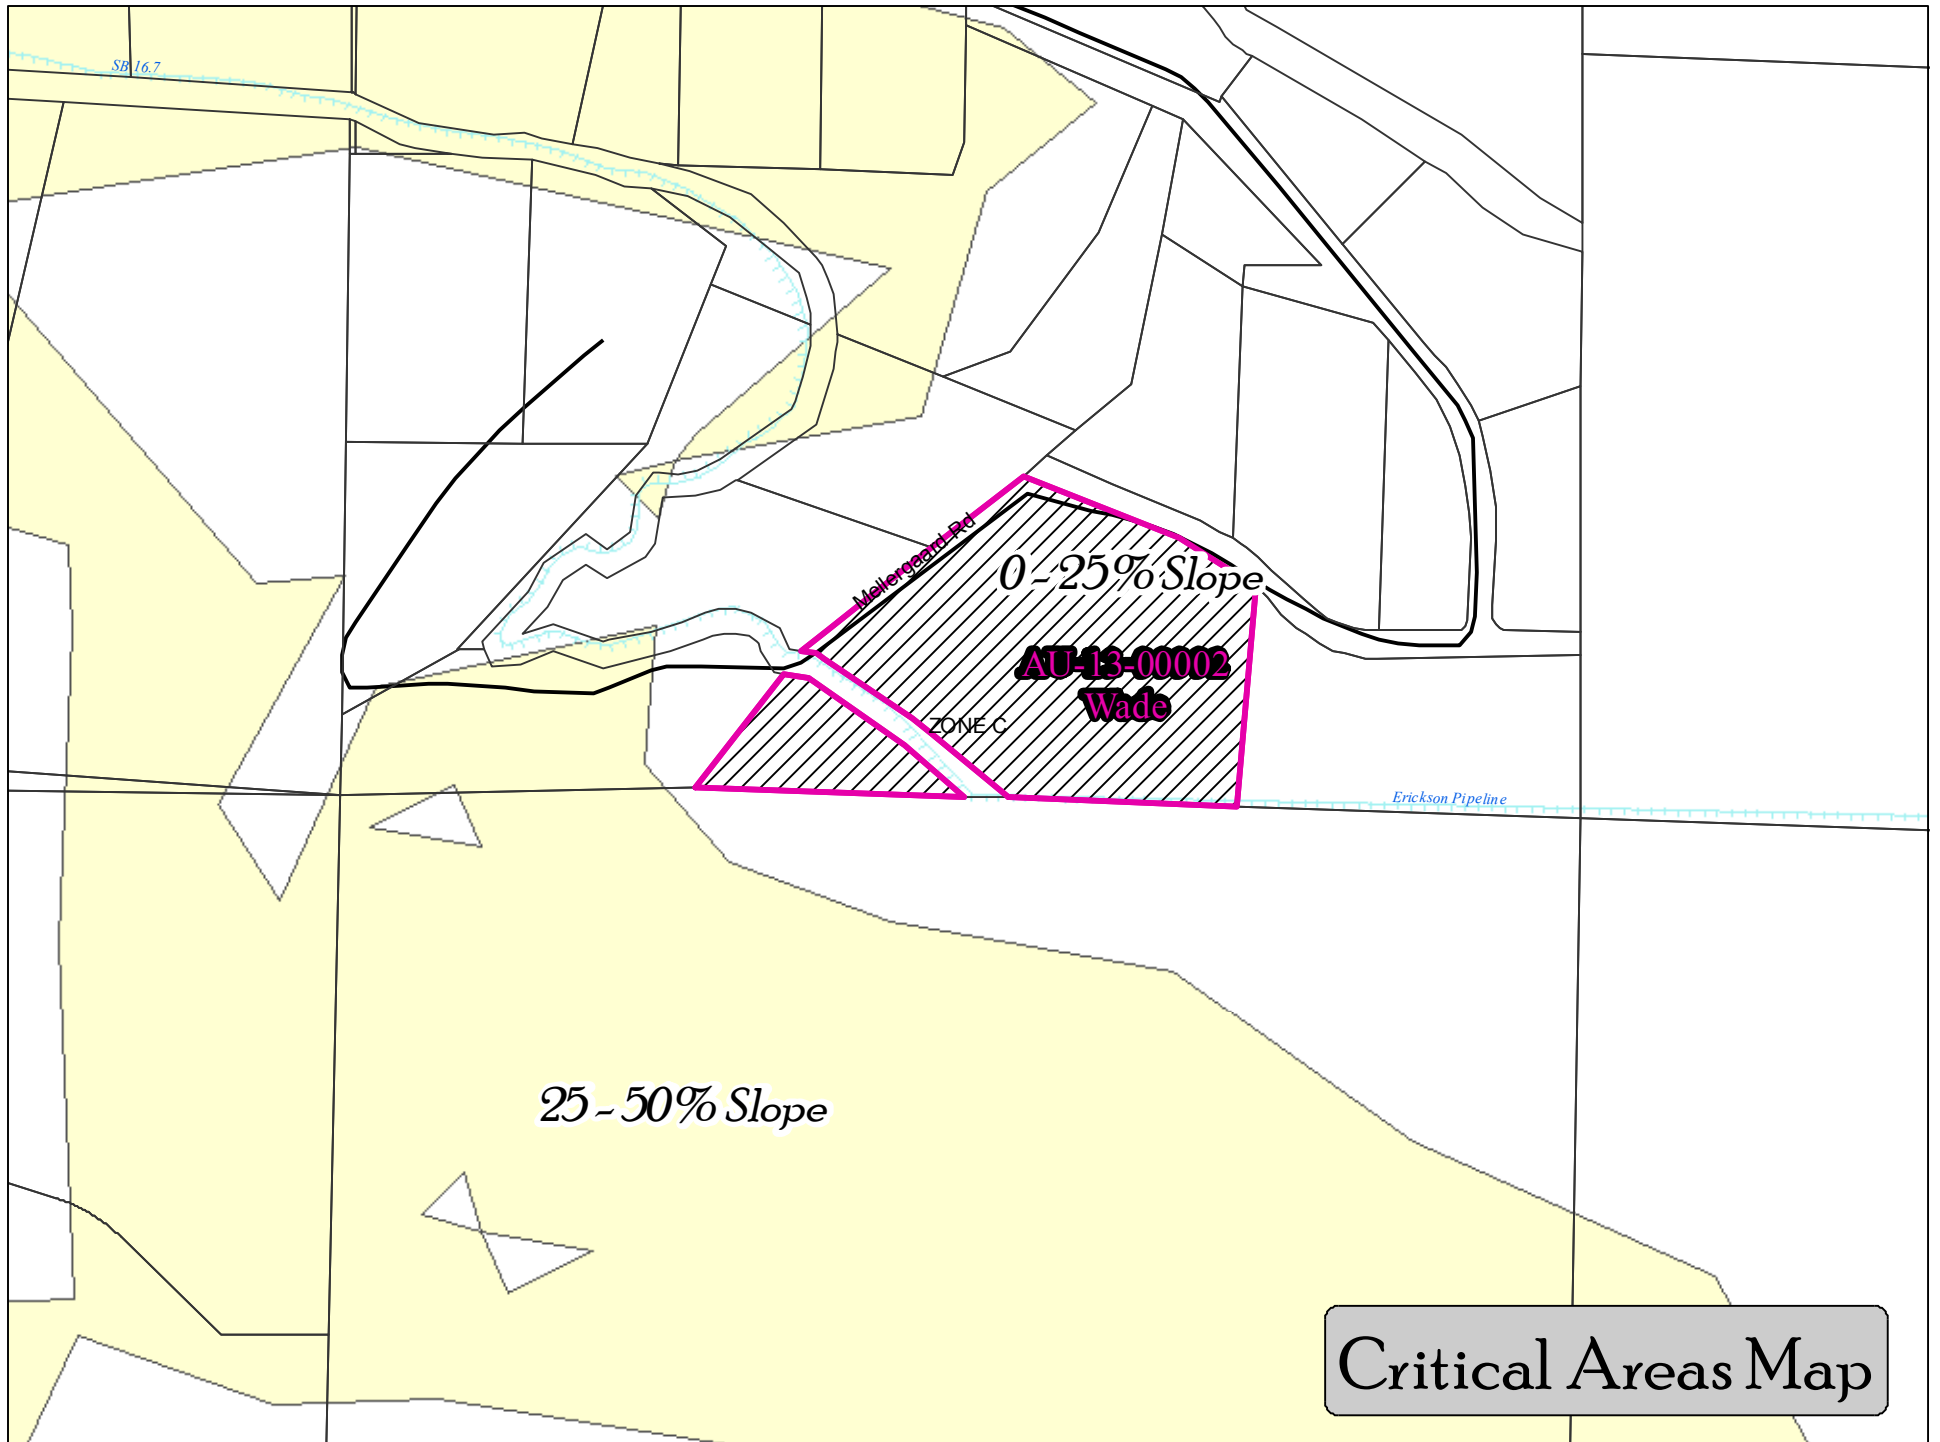 SB 16.7
Mellergaard Rd
0 - 25% Slope
AU-13-00002
Wade
ZONE C
Erickson Pipeline
25 - 50% Slope
Critical Areas Map